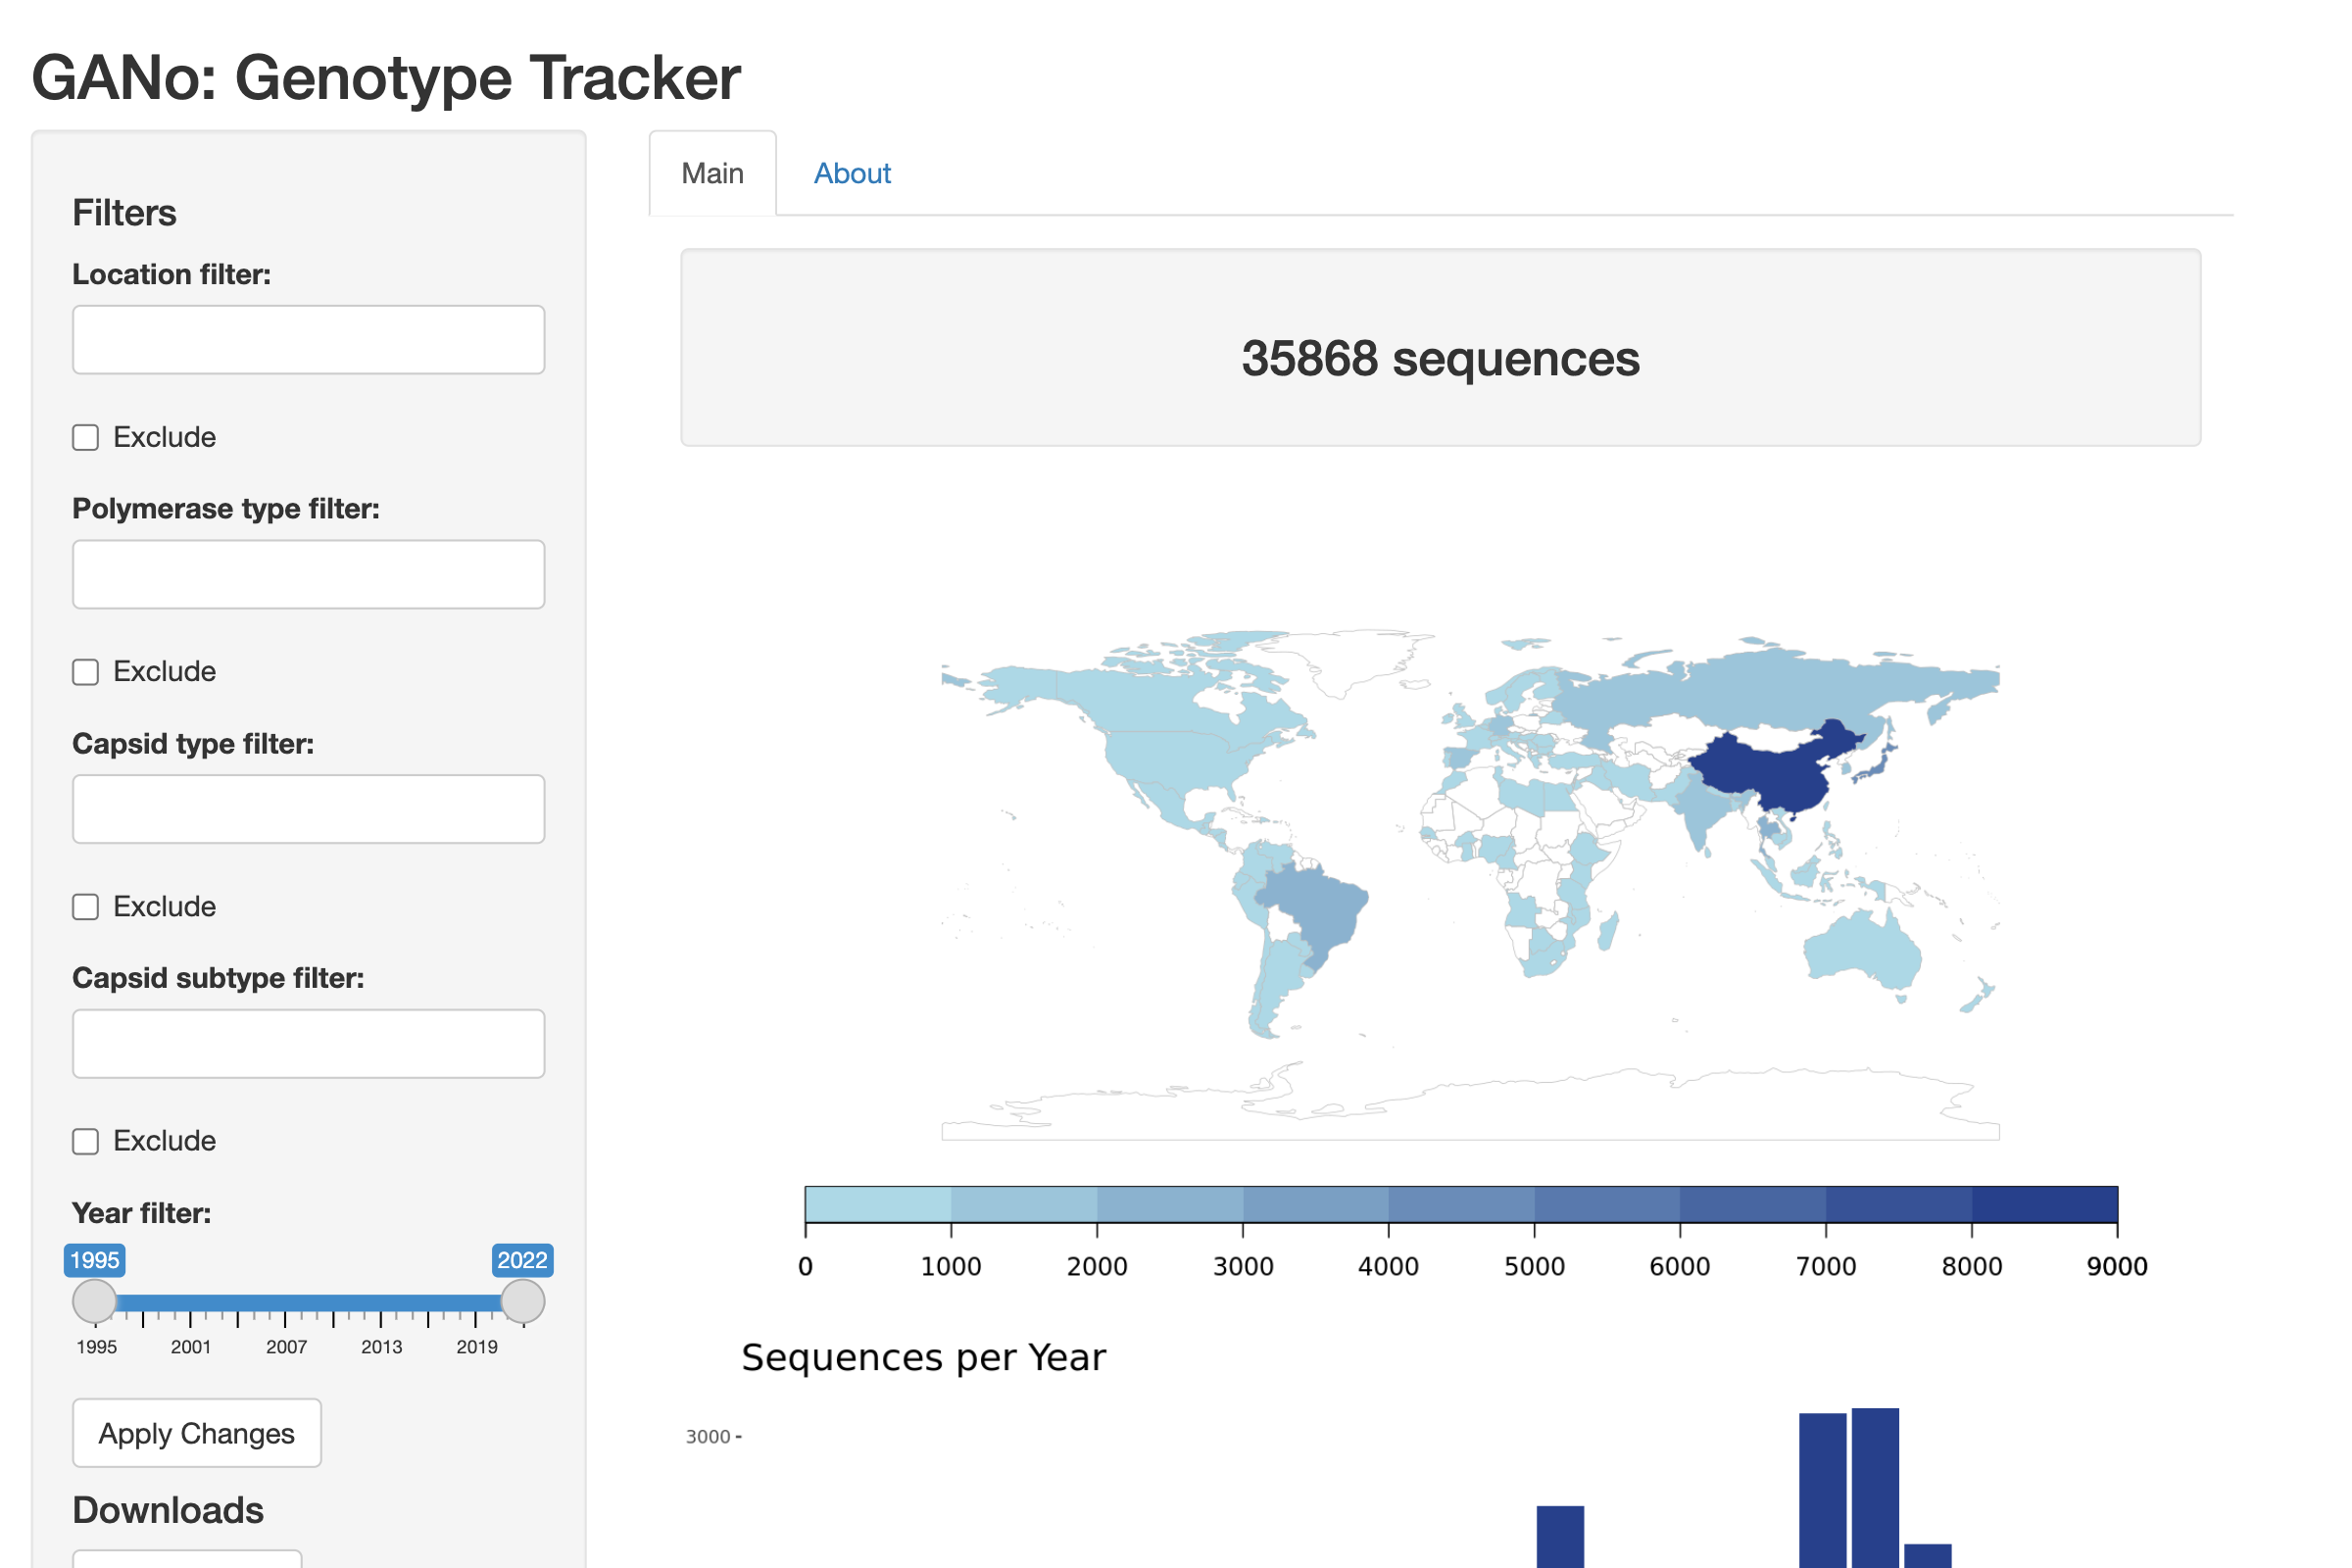 GANo: Genotype Tracker
Filters
Location filter:
Exclude
Polymerase type filter:
Exclude
Capsid type filter:
Exclude
Capsid subtype filter:
Exclude
Year filter:
1995 2022
1995 2001 2007 2013 2019
Apply Changes
Downloads
Main About
35868 sequences
0 1000 2000 3000 4000 5000 6000 7000 8000 9000
Sequences per Year
3000